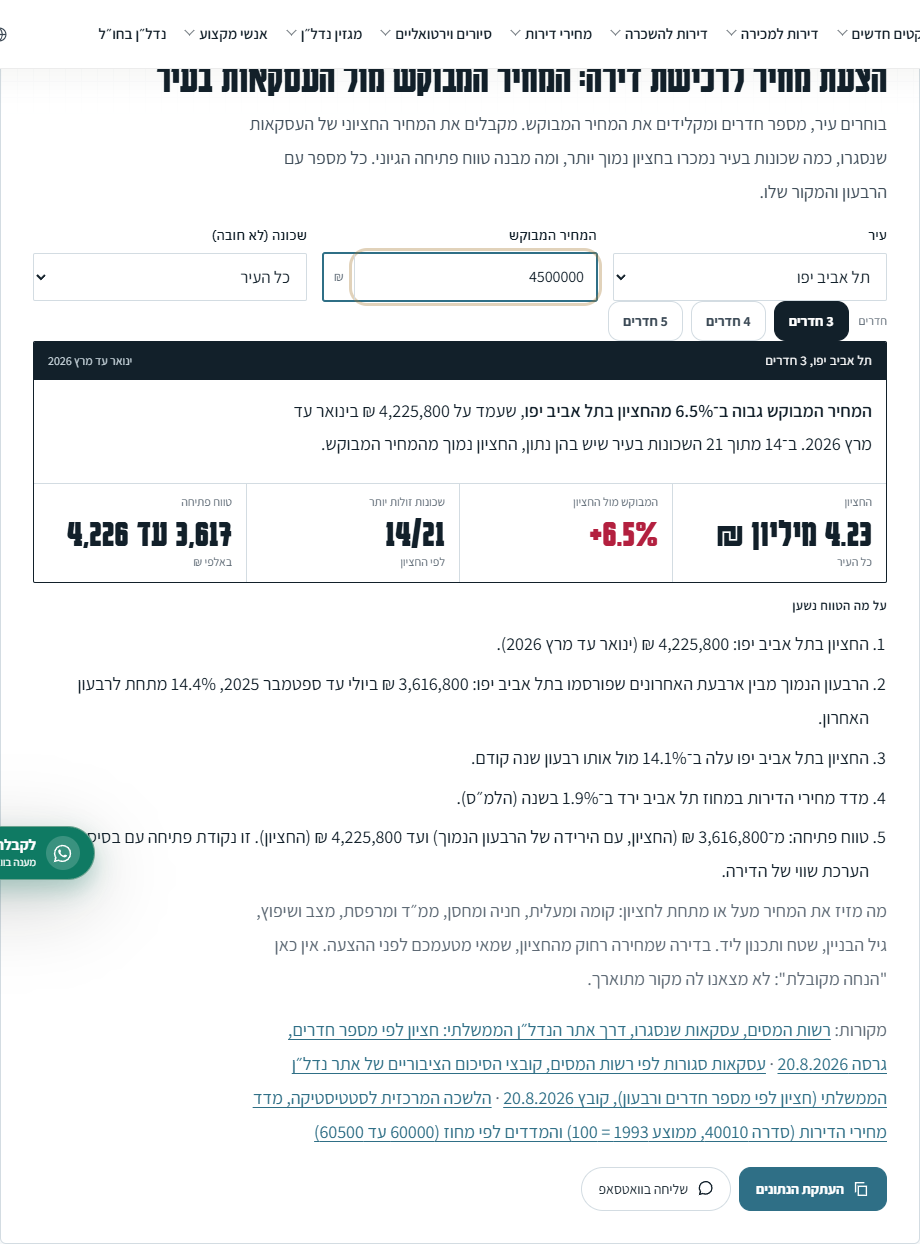 קטים חדשים
דירות למכירה
דירות להשכרה
מחירי דירות
סיורים וירטואליים
מגזין נדל״ן
אנשי מקצוע
נדל״ן בחו״ל
הצעת מחיר לרכישת דירה: המחיר המבוקש מול העסקאות בעיר
בוחרים עיר, מספר חדרים ומקלידים את המחיר המבוקש. מקבלים את המחיר החציוני של העסקאות
שנסגרו, כמה שכונות בעיר נמכרו בחציון נמוך יותר, ומה מבנה טווח פתיחה הגיוני. כל מספר עם
הרבעון והמקור שלו.
עיר
המחיר המבוקש
שכונה (לא חובה)
תל אביב יפו
4500000
₪
כל העיר
חדרים
3 חדרים
4 חדרים
5 חדרים
תל אביב יפו, 3 חדרים
ינואר עד מרץ 2026
המחיר המבוקש גבוה ב־6.5% מהחציון בתל אביב יפו, שעמד על 4,225,800 ₪ בינואר עד
מרץ 2026. ב־14 מתוך 21 השכונות בעיר שיש בהן נתון, החציון נמוך מהמחיר המבוקש.
החציון
4.23 מיליון ₪
כל העיר
המבוקש מול החציון
+6.5%
שכונות זולות יותר
14/21
לפי החציון
טווח פתיחה
3,617 עד 4,226
באלפי ₪
על מה הטווח נשען
1. החציון בתל אביב יפו: 4,225,800 ₪ (ינואר עד מרץ 2026).
2. הרבעון הנמוך מבין ארבעת האחרונים שפורסמו בתל אביב יפו: 3,616,800 ₪ ביולי עד ספטמבר 2025, 14.4% מתחת לרבעון
האחרון.
3. החציון בתל אביב יפו עלה ב־14.1% מול אותו רבעון שנה קודם.
4. מדד מחירי הדירות במחוז תל אביב ירד ב־1.9% בשנה (הלמ״ס).
5. טווח פתיחה: מ־3,616,800 ₪ (החציון, עם הירידה של הרבעון הנמוך) ועד 4,225,800 ₪ (החציון). זו נקודת פתיחה עם בסיס
הערכת שווי של הדירה.
לקבלת
מענה בוו
מה מזיז את המחיר מעל או מתחת לחציון: קומה ומעלית, חניה ומחסן, ממ״ד ומרפסת, מצב ושיפוץ,
גיל הבניין, שטח ותכנון ליד. בדירה שמחירה רחוק מהחציון, שמאי מטעמכם לפני ההצעה. אין כאן
"הנחה מקובלת": לא מצאנו לה מקור מתוארך.
מקורות: רשות המסים, עסקאות שנסגרו, דרך אתר הנדל״ן הממשלתי: חציון לפי מספר חדרים,
גרסה 20.8.2026 · עסקאות סגורות לפי רשות המסים, קובצי הסיכום הציבוריים של אתר נדל״ן
הממשלתי (חציון לפי מספר חדרים ורבעון), קובץ 20.8.2026 · הלשכה המרכזית לסטטיסטיקה, מדד
מחירי הדירות (סדרה 40010, ממוצע 1993 = 100) והמדדים לפי מחוז (60000 עד 60500)
העתקת הנתונים
שליחה בוואטסאפ